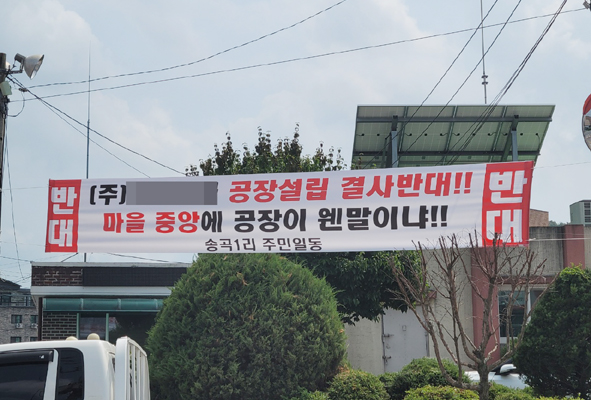 반대
(주) 공장설립 결사반대!!
마을 중앙에 공장이 웬말이냐!!
송곡1리 주민일동
반대